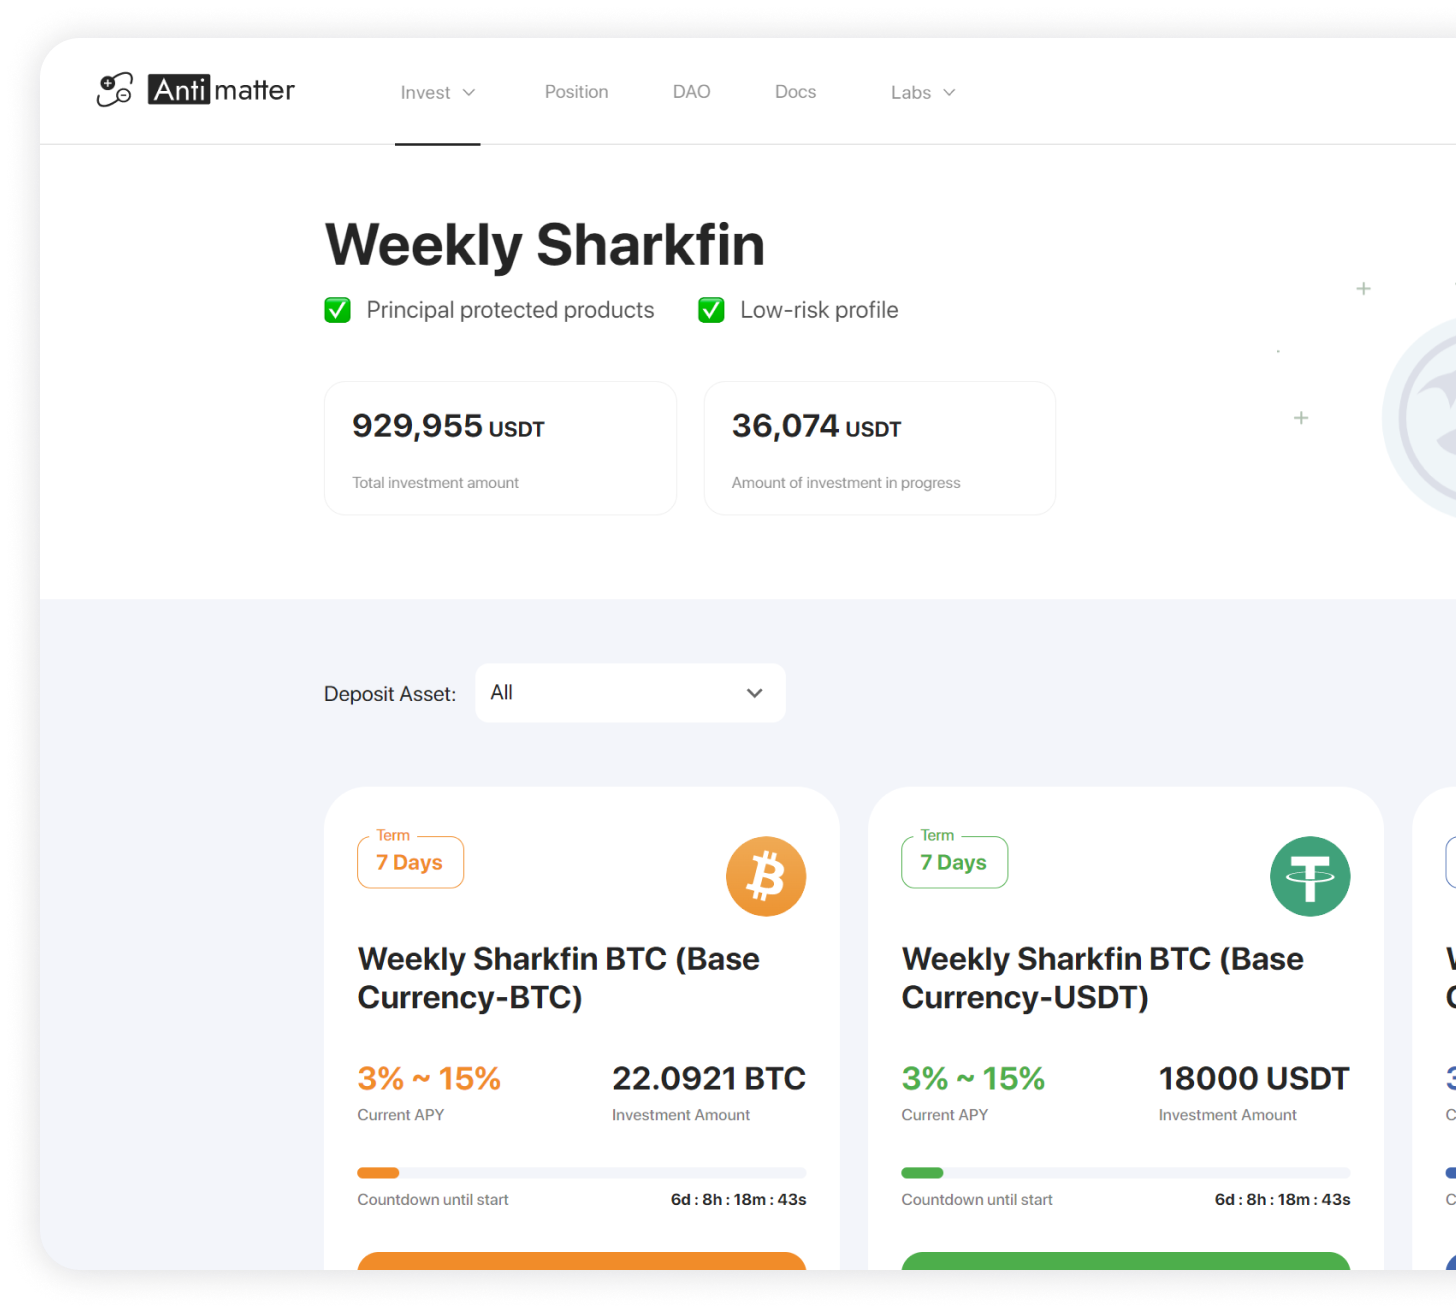 Antimatter
Invest Position DAO Docs Labs
Weekly Sharkfin
Principal protected products Low-risk profile
929,955 USDT 36,074 USDT
Total investment amount Amount of investment in progress
Deposit Asset: All
Term
7 Days
Weekly Sharkfin BTC (Base
Currency-BTC)
3% ~ 15% 22.0921 BTC
Current APY Investment Amount
Countdown until start 6d : 8h : 18m : 43s
Term
7 Days
Weekly Sharkfin BTC (Base
Currency-USDT)
3% ~ 15% 18000 USDT
Current APY Investment Amount
Countdown until start 6d : 8h : 18m : 43s